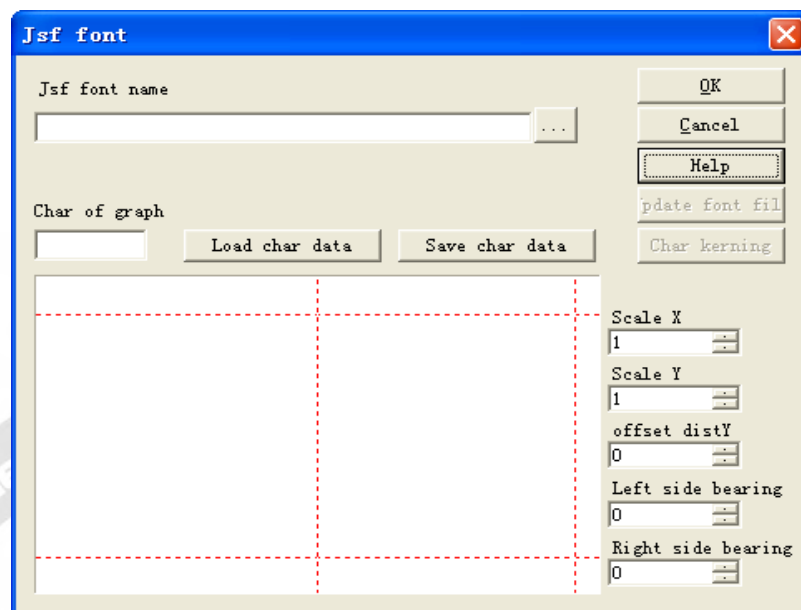 Jsf font
Jsf font name
...
OK
Cancel
Help
pdate font fil
Char kerning
Char of graph
Load char data
Save char data
Scale X
1
Scale Y
1
offset distY
0
Left side bearing
0
Right side bearing
0